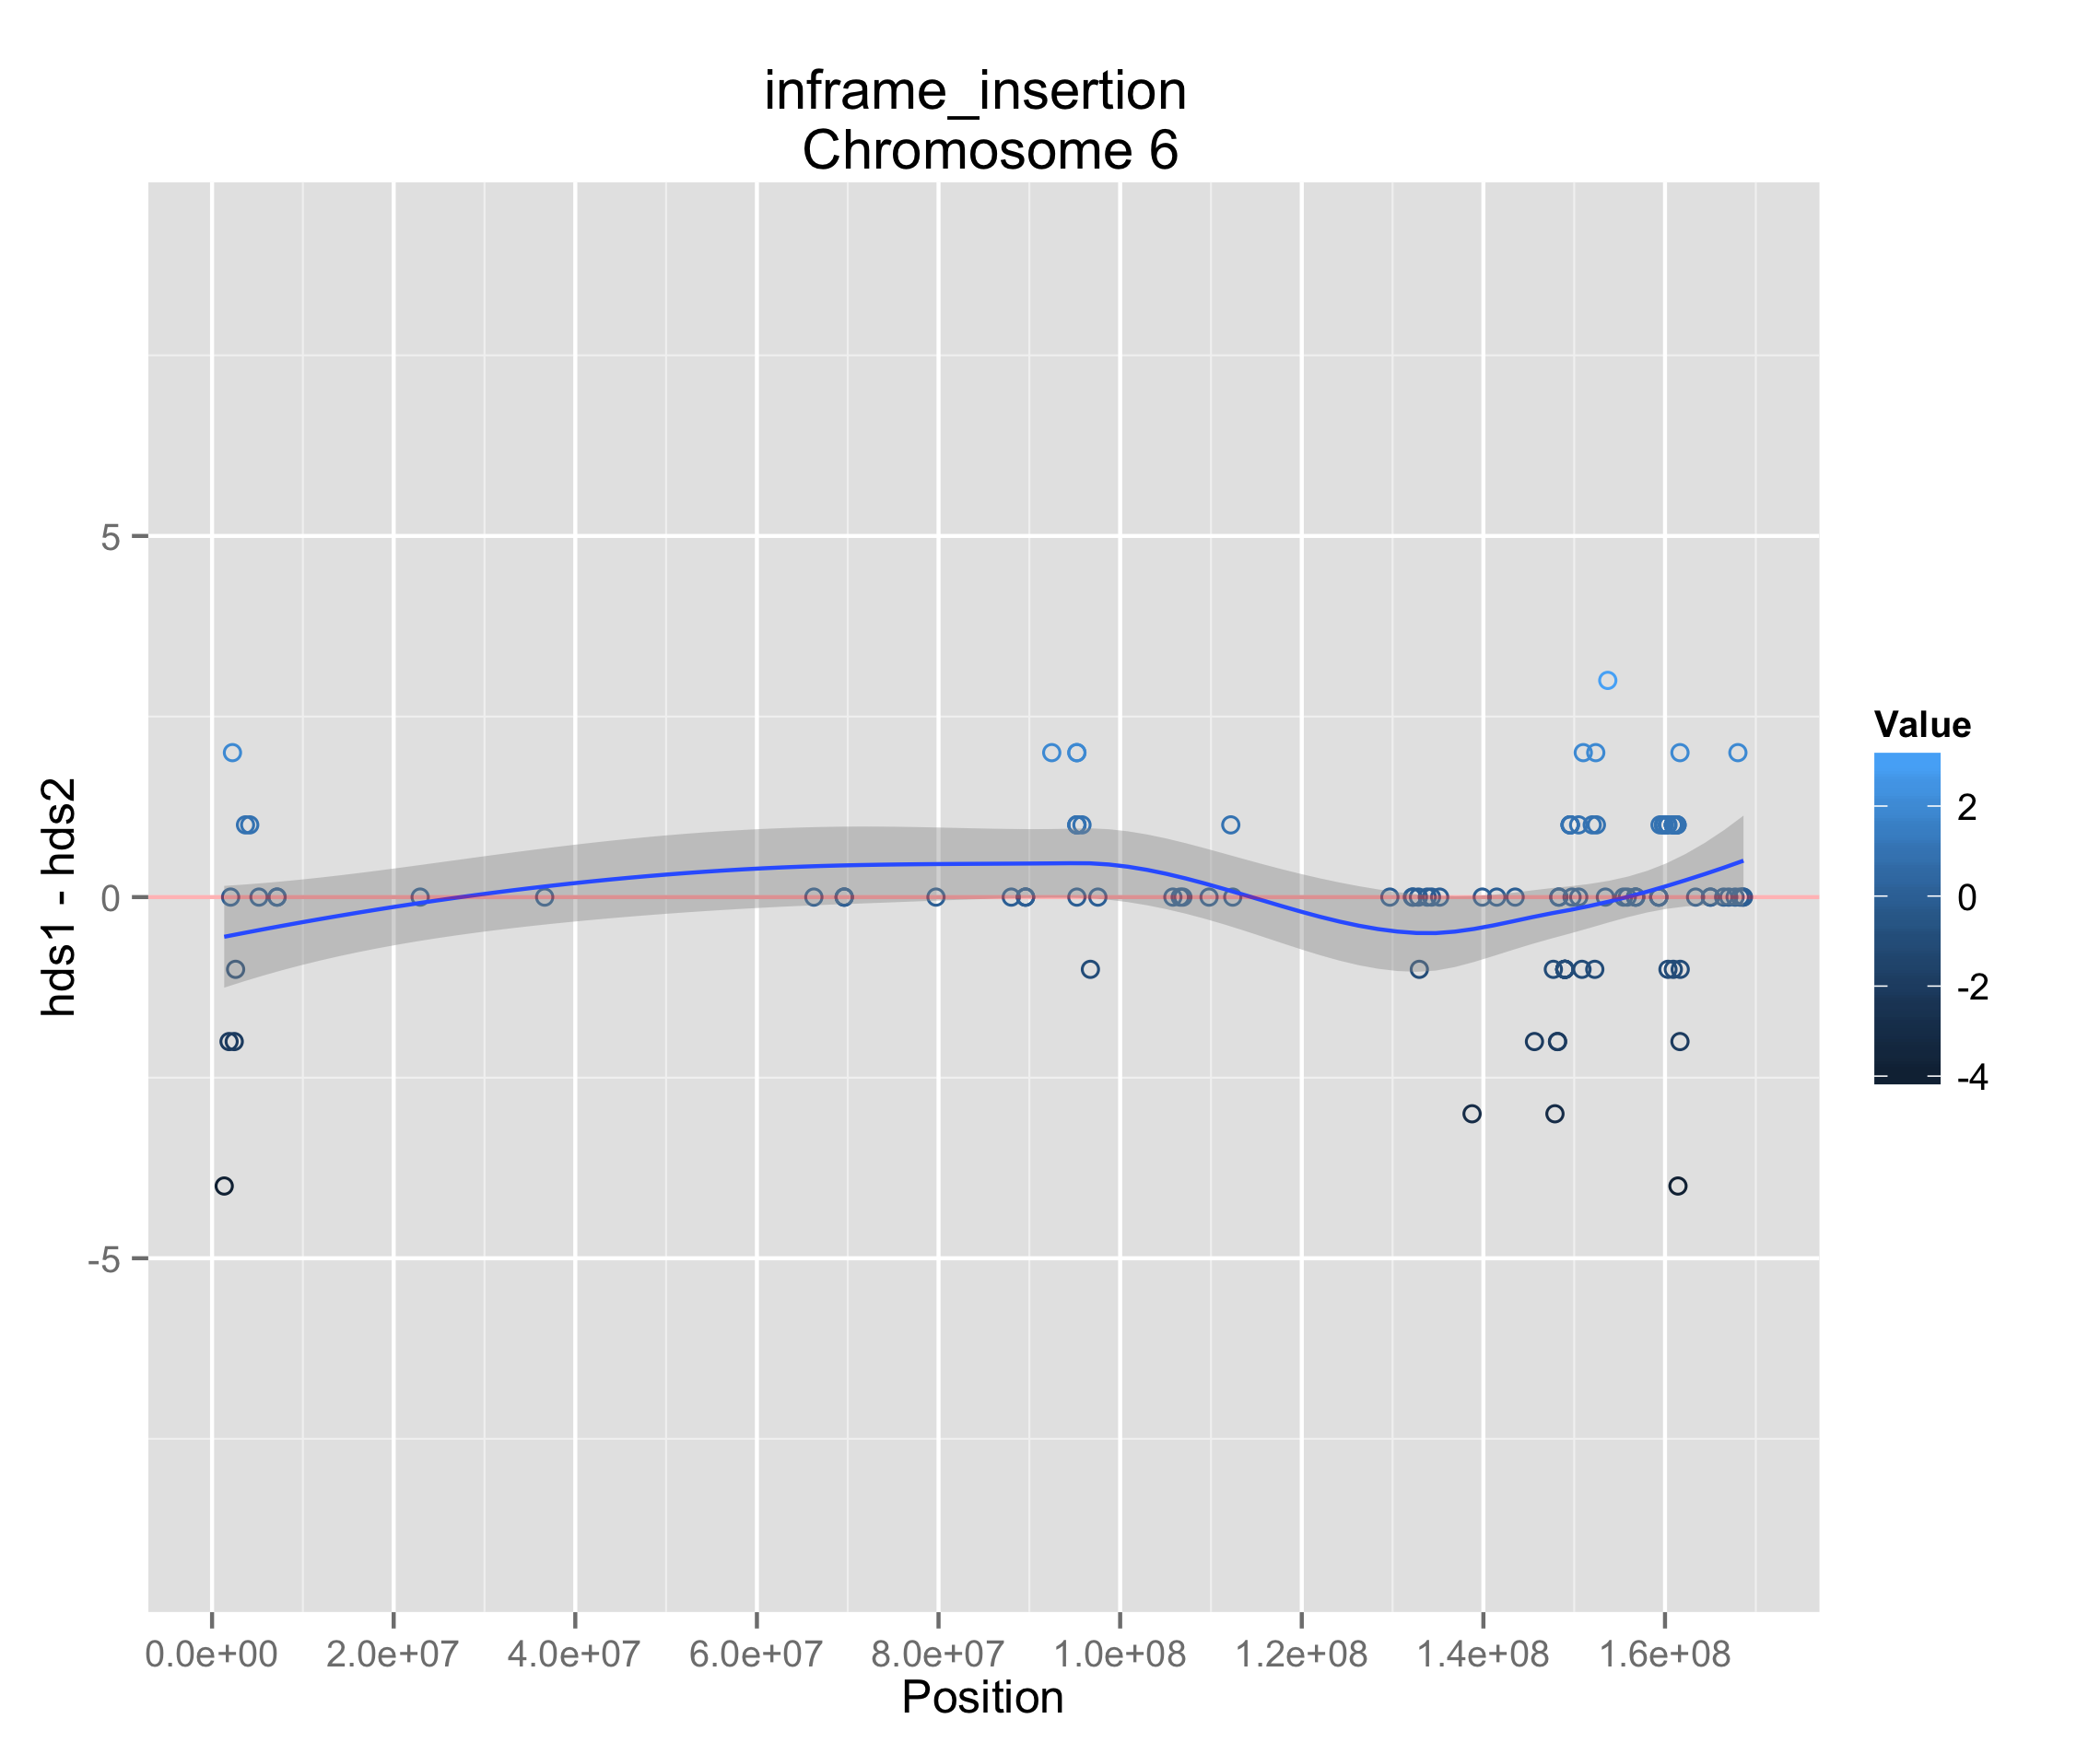 inframe_insertion
Chromosome 6
hds1 - hds2
5
0
-5
Value
2
0
-2
-4
0.0e+00 2.0e+07 4.0e+07 6.0e+07 8.0e+07 1.0e+08 1.2e+08 1.4e+08 1.6e+08
Position